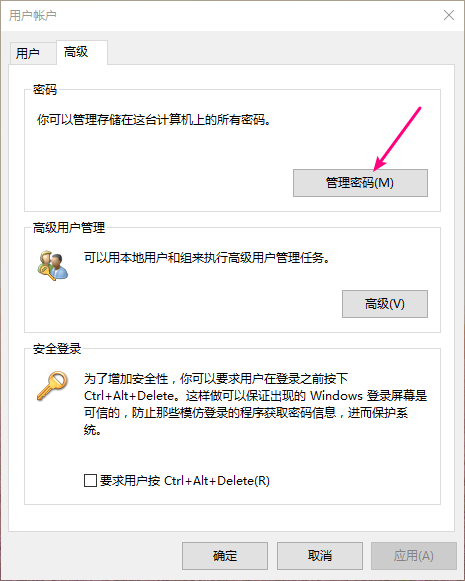 用户帐户
用户
高级
密码
你可以管理存储在这台计算机上的所有密码。
管理密码(M)
高级用户管理
可以用本地用户和组来执行高级用户管理任务。
高级(V)
安全登录
为了增加安全性，你可以要求用户在登录之前按下
Ctrl+Alt+Delete。这样做可以保证出现的 Windows 登录屏幕是
可信的，防止那些模仿登录的程序获取密码信息，进而保护系
统。
要求用户按 Ctrl+Alt+Delete(R)
确定
取消
应用(A)